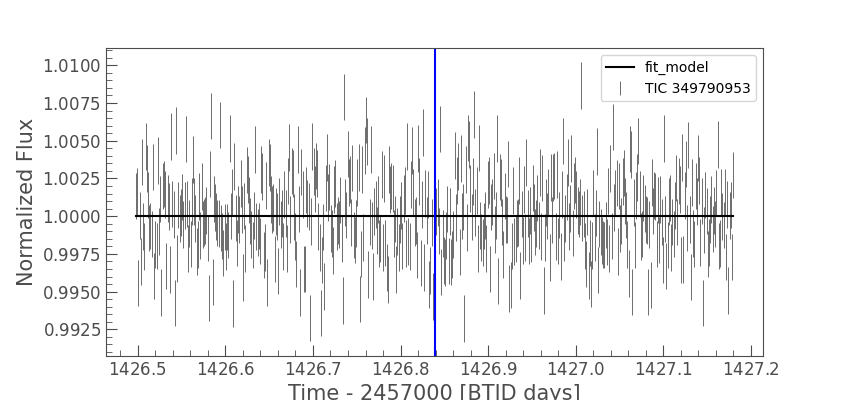 1.0100
1.0075
1.0050
1.0025
1.0000
0.9975
0.9950
0.9925
Normalized Flux
fit_model
TIC 349790953
1426.5 1426.6 1426.7 1426.8 1426.9 1427.0 1427.1 1427.2
Time - 2457000 [BTJD days]